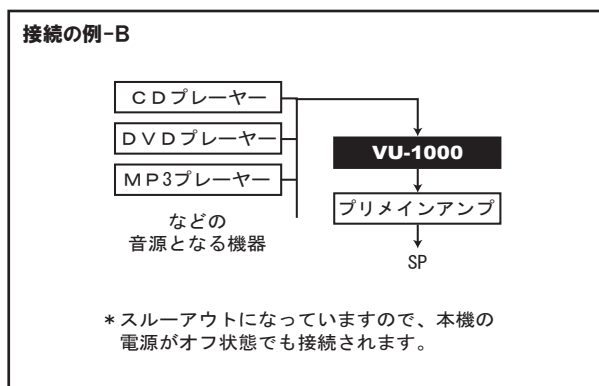 接続の例-B
CDプレーヤー
DVDプレーヤー
MP3プレーヤー
などの
音源となる機器
VU-1000
プリメインアンプ
SP
*スルーアウトになっていますので、本機の
電源がオフ状態でも接続されます。